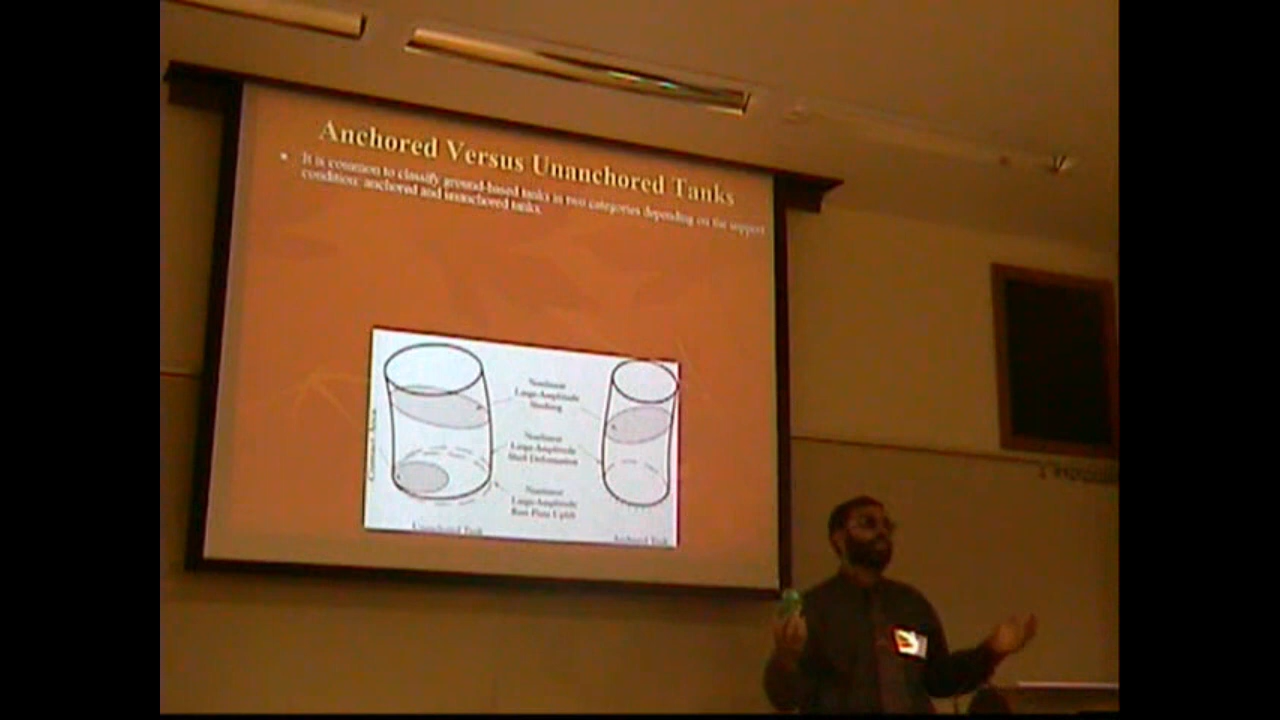 Anchored Versus Unanchored Tanks
• It is common to classify ground-based tanks in two categories depending on the support
condition: anchored and unanchored tanks.
Nonlinear
Large-Amplitude
Sloshing
Nonlinear
Large-Amplitude
Shell Deformation
Nonlinear
Large-Amplitude
Base Plate Uplift
Contact Area
Unanchored Tank
Anchored Tank